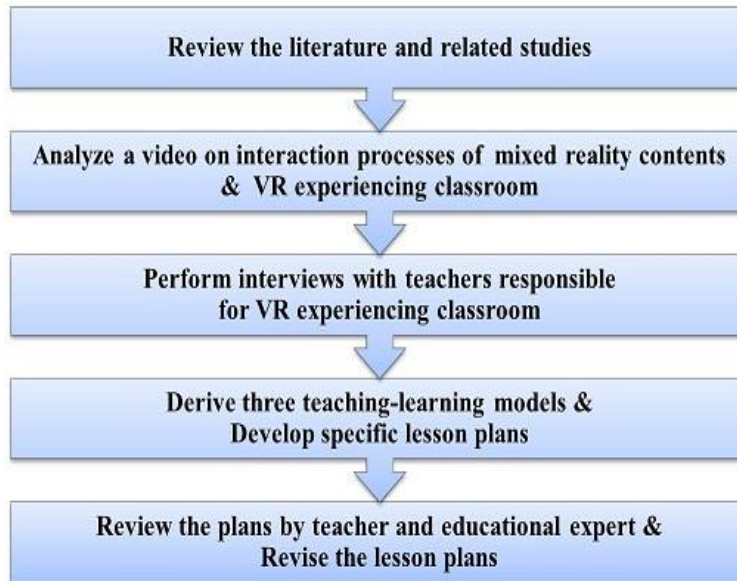 Review the literature and related studies
Analyze a video on interaction processes of mixed reality contents
& VR experiencing classroom
Perform interviews with teachers responsible
for VR experiencing classroom
Derive three teaching-learning models &
Develop specific lesson plans
Review the plans by teacher and educational expert &
Revise the lesson plans